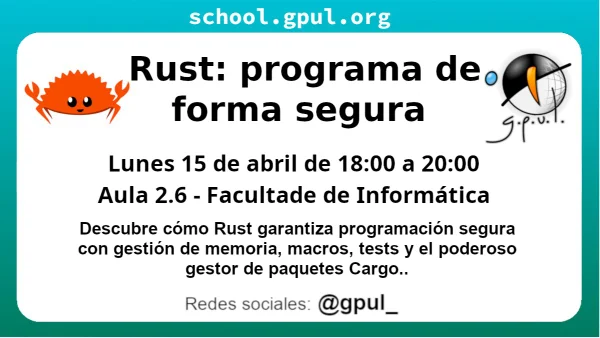 school.gpul.org
Rust: programa de
forma segura
g.p.u.l.
Lunes 15 de abril de 18:00 a 20:00
Aula 2.6 - Facultade de Informática
Descubre cómo Rust garantiza programación segura
con gestión de memoria, macros, tests y el poderoso
gestor de paquetes Cargo..
Redes sociales: @gpul_